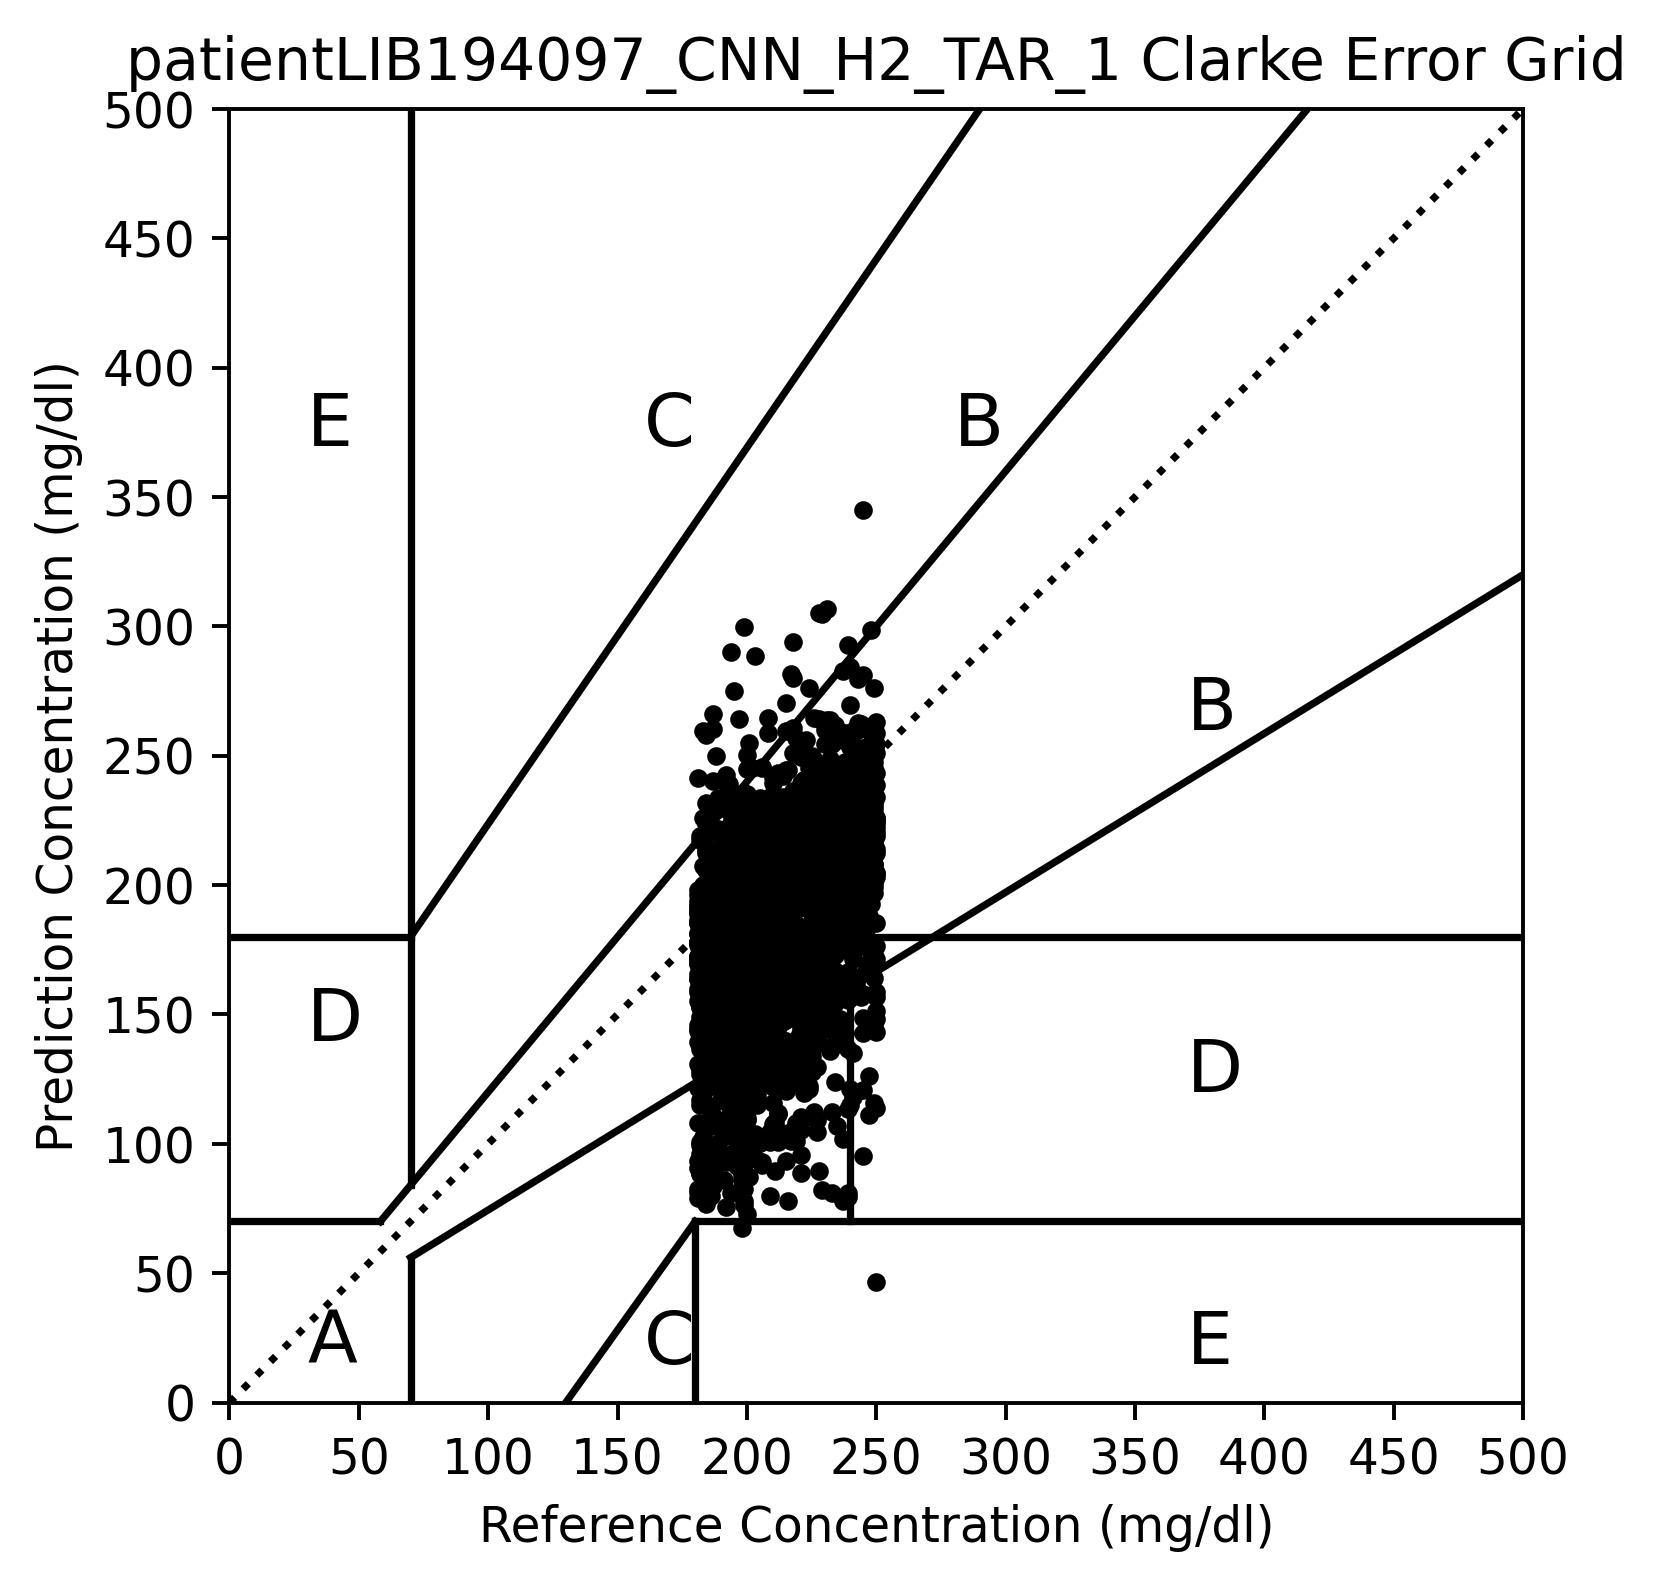 patientLIB194097_CNN_H2_TAR_1 Clarke Error Grid
500
450
400
350
300
250
200
150
100
50
0
Prediction Concentration (mg/dl)
E
C
B
B
D
D
A
C
E
0 50 100 150 200 250 300 350 400 450 500
Reference Concentration (mg/dl)